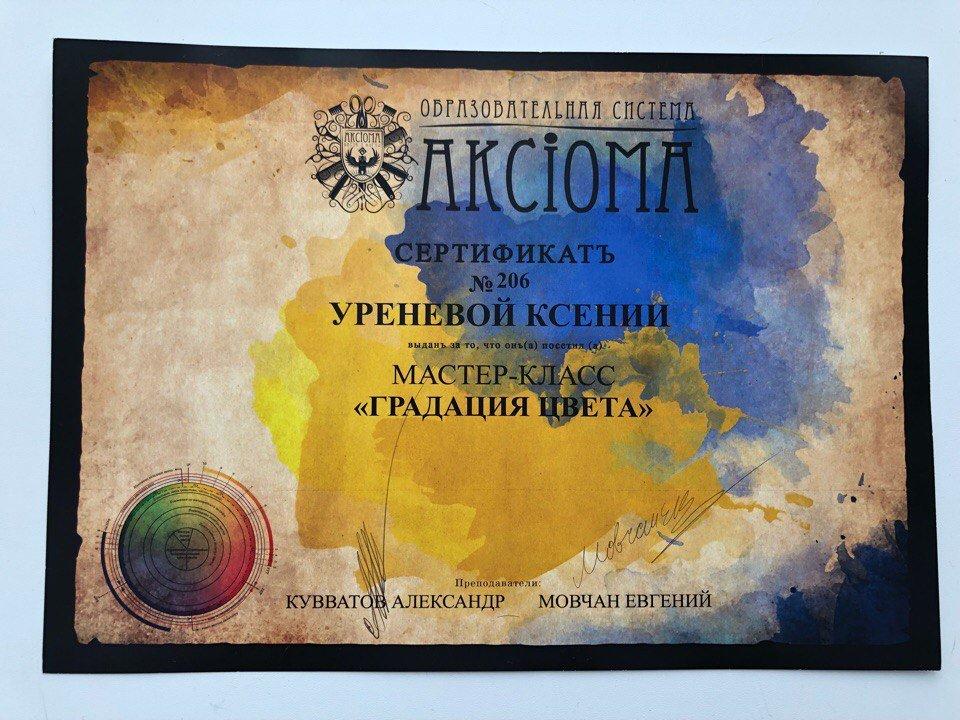 ОБРАЗОВАТЕЛЬНАЯ СИСТЕМА
АКСІОМА
АКСІОМА
СЕРТИФИКАТЪ
№ 206
УРЕНЕВОЙ КСЕНИИ
выданъ за то, что онъ(а) посетил (а)
МАСТЕР-КЛАСС
«ГРАДАЦИЯ ЦВЕТА»
Преподаватели:
КУВВАТОВ АЛЕКСАНДР МОВЧАН ЕВГЕНИЙ